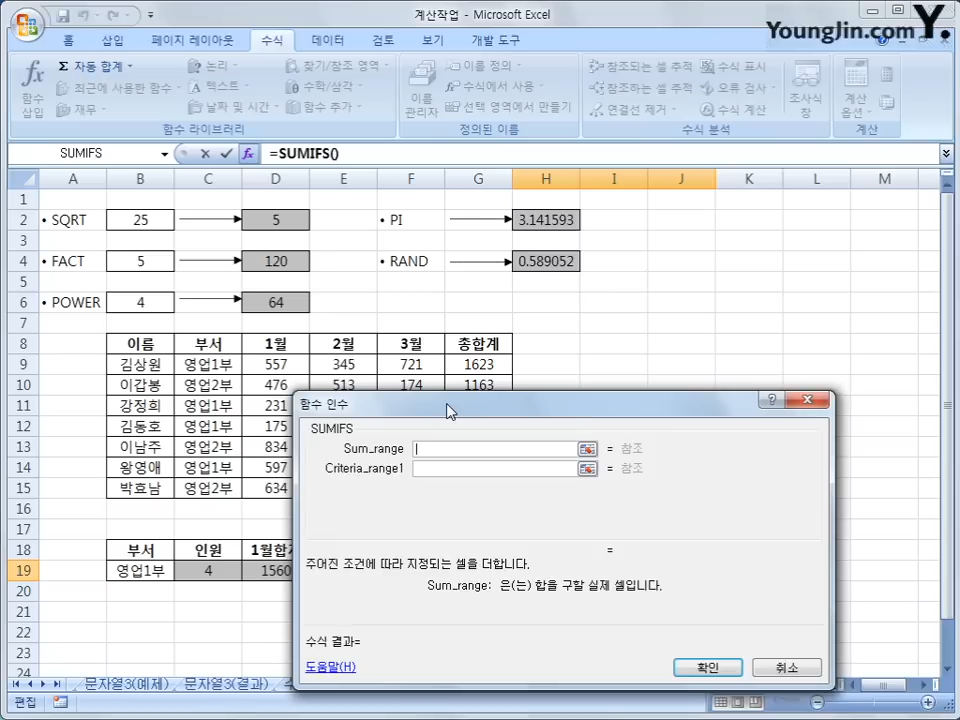 계산작업 - Microsoft Excel
YoungJin.com Y.
홈 삽입 페이지 레이아웃 수식 데이터 검토 보기 개발 도구
fx 함수 삽입
Σ 자동 합계
최근에 사용한 함수
재무
논리
텍스트
날짜 및 시간
찾기/참조 영역
수학/삼각
함수 추가
함수 라이브러리
이름 관리자
이름 정의
수식에서 사용
선택 영역에서 만들기
정의된 이름
참조되는 셀 추적
참조하는 셀 추적
연결선 제거
수식 표시
오류 검사
수식 계산
수식 분석
조사식 창
계산 옵션
계산
SUMIFS fx =SUMIFS()
A B C D E F G H I J K L M
1
2 • SQRT 25 5 • PI 3.141593
3
4 • FACT 5 120 • RAND 0.589052
5
6 • POWER 4 64
7
8 이름 부서 1월 2월 3월 총합계
9 김상원 영업1부 557 345 721 1623
10 이갑봉 영업2부 476 513 174 1163
11 강정희 영업1부 231
12 김동호 영업1부 175
13 이남주 영업2부 834
14 왕영애 영업1부 597
15 박효남 영업2부 634
16
17
18 부서 인원
19 영업1부 4 1560
20
21
22
23
24
함수 인수
SUMIFS
Sum_range = 참조
Criteria_range1 = 참조
=
주어진 조건에 따라 지정되는 셀을 더합니다.
Sum_range: 은(는) 합을 구할 실제 셀입니다.
수식 결과=
도움말(H) 확인 취소
문자열3(예제) 문자열3(결과)
편집